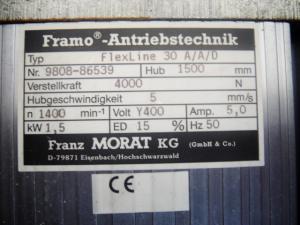 Framo®-Antriebstechnik
Typ FlexLine 30 A/A/D
Nr. 9808-86539 Hub 1500 mm
Verstellkraft 4000 N
Hubgeschwindigkeit 5 mm/s
n 1400 min⁻¹ Volt Y400 Amp. 5,0
kW 1,5 ED 15 % Hz 50
Franz MORAT KG (GmbH & Co.)
D-79871 Eisenbach/Hochschwarzwald
CE